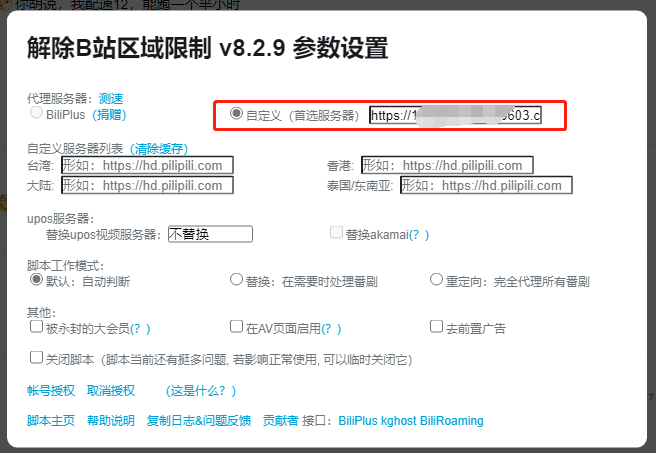 你胡说，我配速12，能跑一个半小时
解除B站区域限制 v8.2.9 参数设置
代理服务器：测速
BiliPlus（捐赠） 自定义（首选服务器） https://1 603.c
自定义服务器列表（清除缓存）
台湾: 形如：https://hd.pilipili.com 香港: 形如：https://hd.pilipili.com
大陆: 形如：https://hd.pilipili.com 泰国/东南亚: 形如：https://hd.pilipili.com
upos服务器：
替换upos视频服务器：不替换 替换akamai(？)
脚本工作模式：
默认：自动判断 替换：在需要时处理番剧 重定向：完全代理所有番剧
其他：
被永封的大会员(？) 在AV页面启用(？) 去前置广告
关闭脚本（脚本当前还有挺多问题, 若影响正常使用, 可以临时关闭它）
帐号授权 取消授权 （这是什么？）
脚本主页 帮助说明 复制日志&问题反馈 贡献者 接口：BiliPlus kghost BiliRoaming